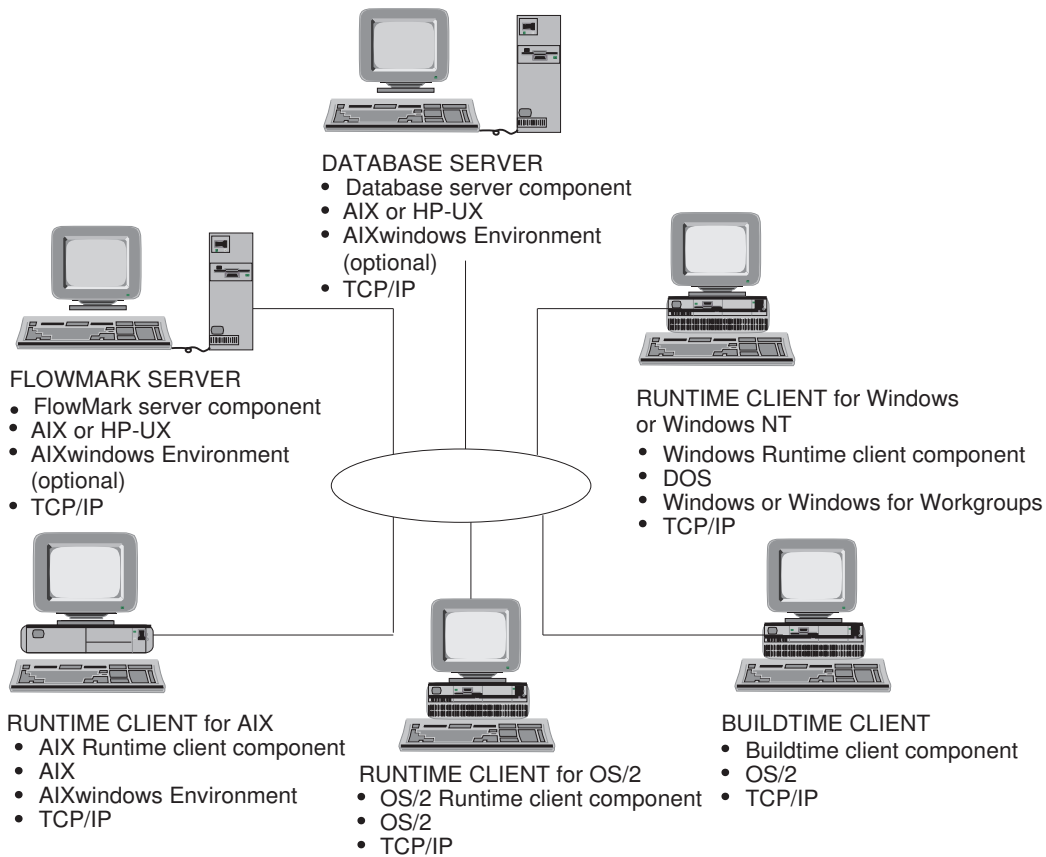 DATABASE SERVER
• Database server component
• AIX or HP-UX
• AIXwindows Environment
(optional)
• TCP/IP
FLOWMARK SERVER
• FlowMark server component
• AIX or HP-UX
• AIXwindows Environment
(optional)
• TCP/IP
RUNTIME CLIENT for Windows
or Windows NT
• Windows Runtime client component
• DOS
• Windows or Windows for Workgroups
• TCP/IP
RUNTIME CLIENT for AIX
• AIX Runtime client component
• AIX
• AIXwindows Environment
• TCP/IP
RUNTIME CLIENT for OS/2
• OS/2 Runtime client component
• OS/2
• TCP/IP
BUILDTIME CLIENT
• Buildtime client component
• OS/2
• TCP/IP